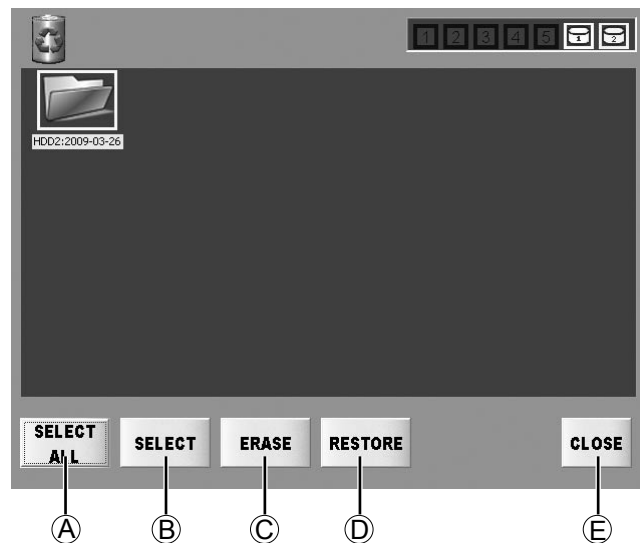 1 2 3 4 5 1 2
HDD2:2009-03-26
SELECT ALL
SELECT
ERASE
RESTORE
CLOSE
A B C D E